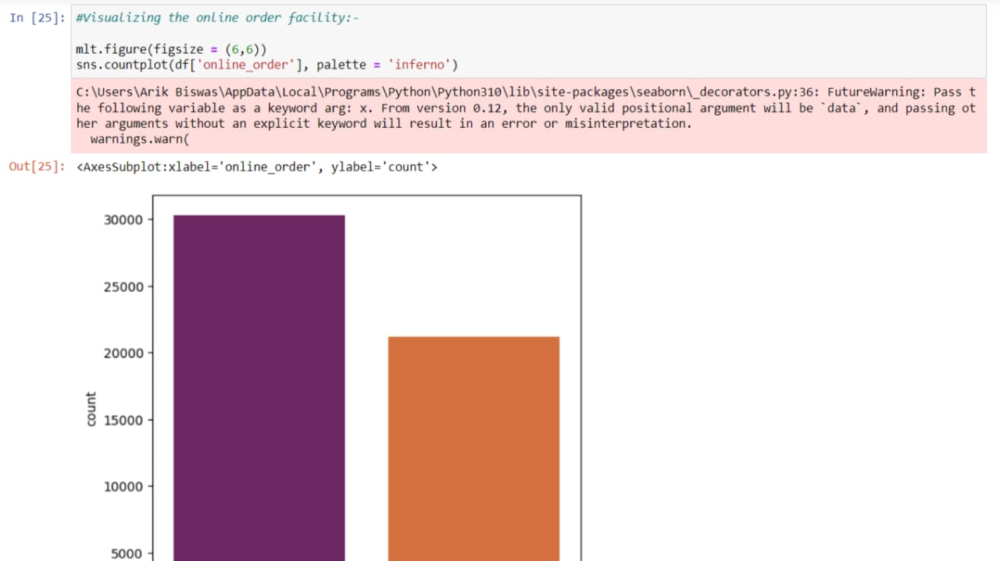 In [25]: #Visualizing the online order facility:-
mlt.figure(figsize = (6,6))
sns.countplot(df['online_order'], palette = 'inferno')
C:\Users\Arik Biswas\AppData\Local\Programs\Python\Python310\lib\site-packages\seaborn\_decorators.py:36: FutureWarning: Pass t
he following variable as a keyword arg: x. From version 0.12, the only valid positional argument will be `data`, and passing ot
her arguments without an explicit keyword will result in an error or misinterpretation.
warnings.warn(
Out[25]: <AxesSubplot:xlabel='online_order', ylabel='count'>
30000
25000
20000
count
15000
10000
5000